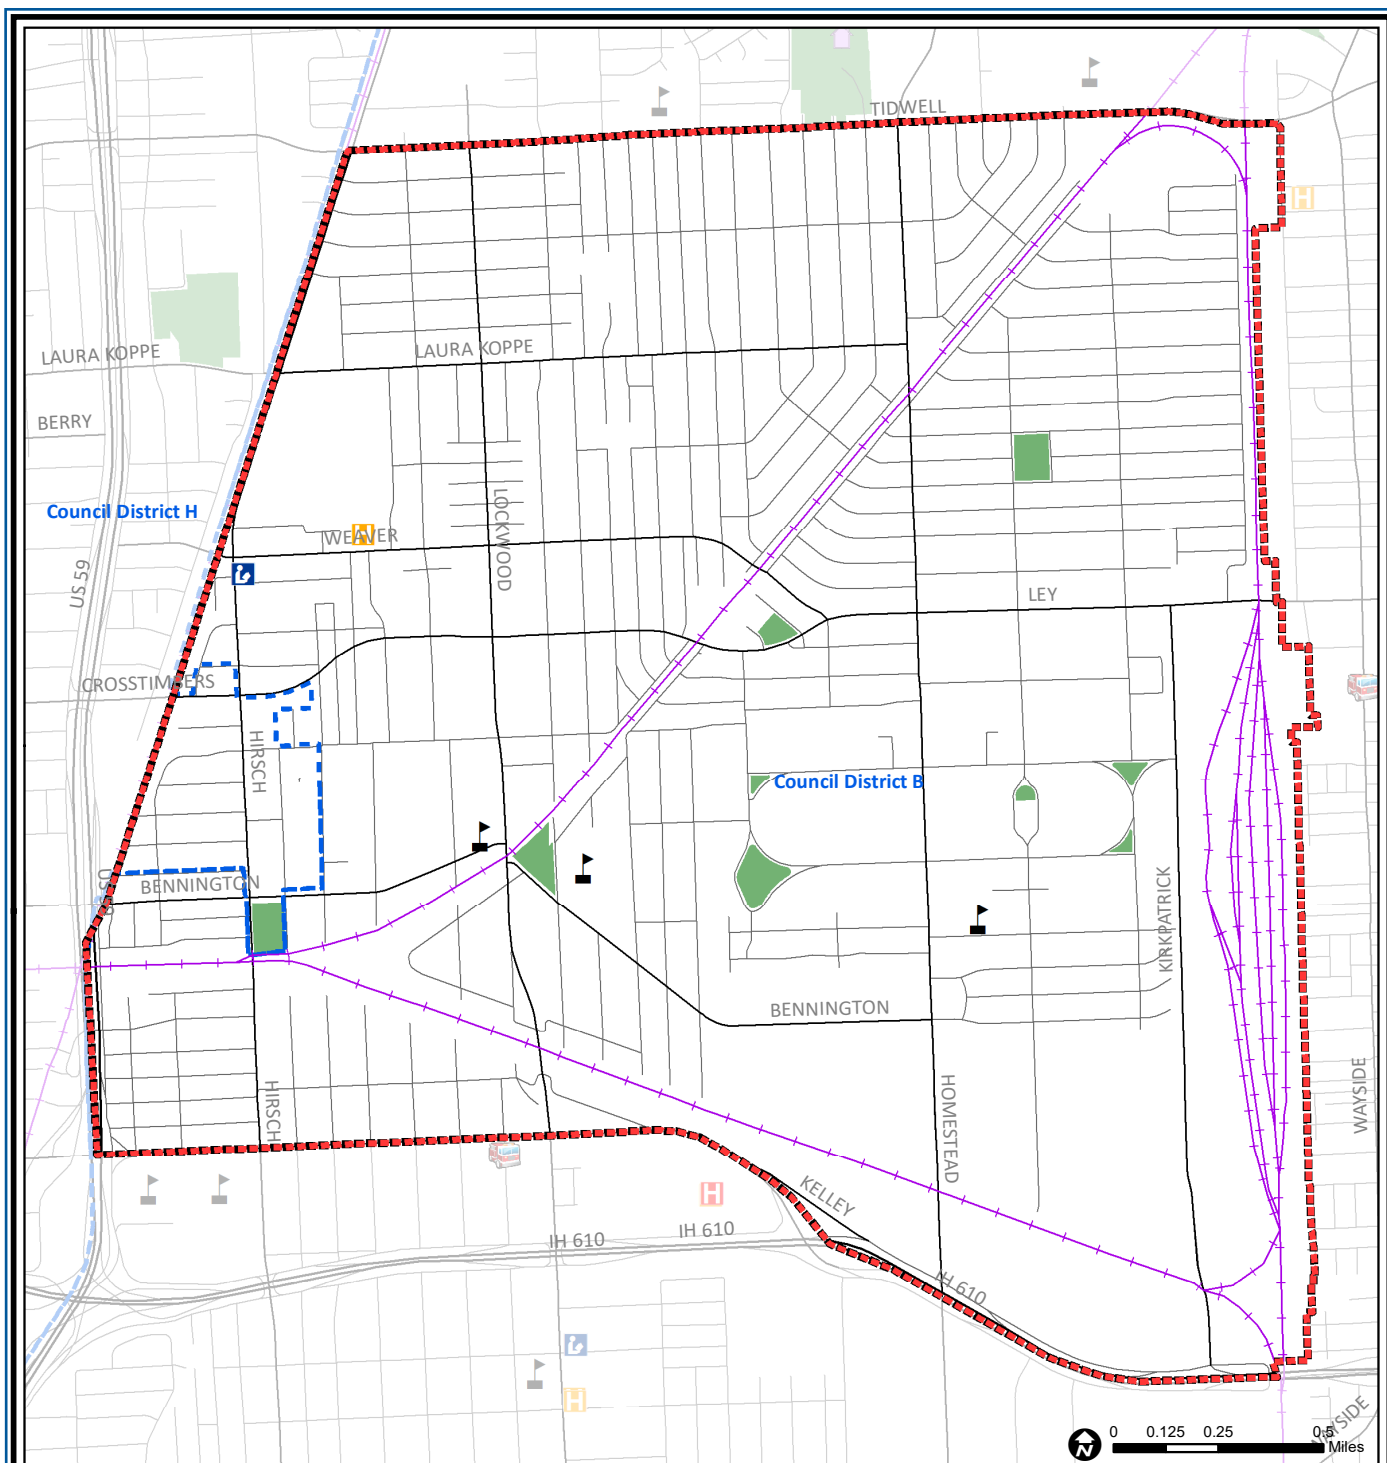 TIDWELL
LAURA KOPPE
LAURA KOPPE
BERRY
Council District H
LOCKWOOD
H
WEAVER
US 59
LEY
CROSSTIMBERS
HIRSCH
Council District B
BENNINGTON
KIRKPATRICK
BENNINGTON
HIRSCH
HOMESTEAD
WAYSIDE
H
KELLEY
IH 610
IH 610
IH 610
H
H
WAYSIDE
N
0 0.125 0.25 0.5
Miles